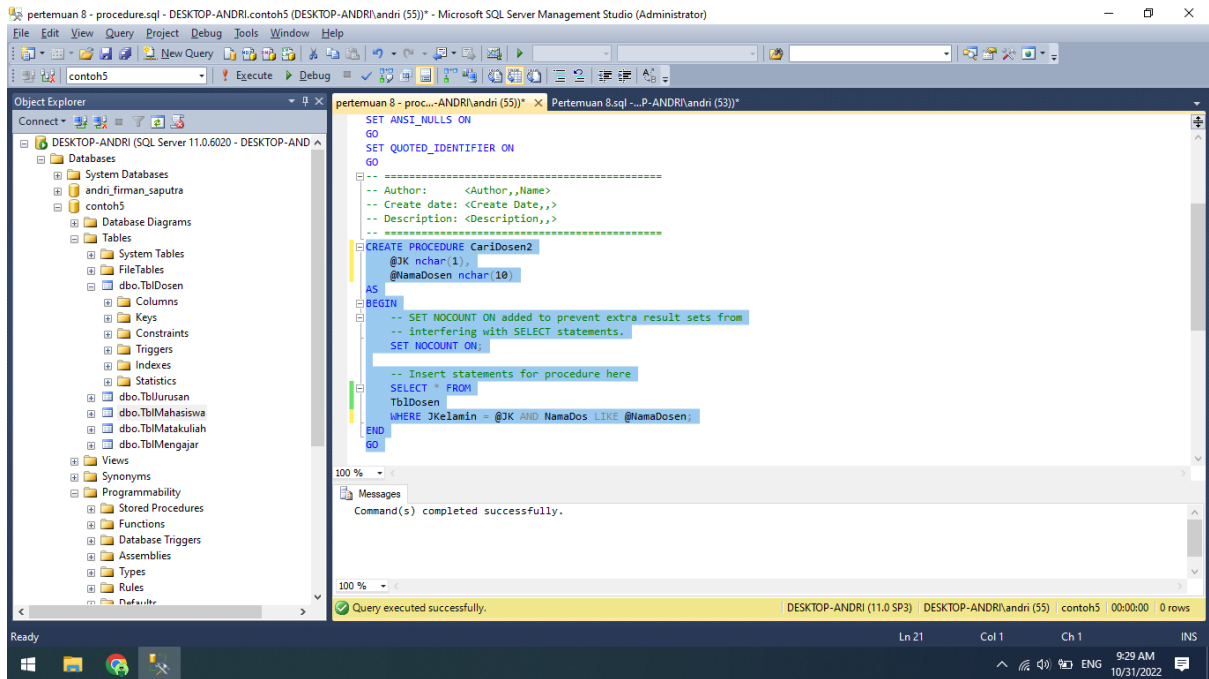 pertemuan 8 - procedure.sql - DESKTOP-ANDRI.contoh5 (DESKTOP-ANDRI\andri (55))* - Microsoft SQL Server Management Studio (Administrator)
File Edit View Query Project Debug Tools Window Help
New Query
contoh5 Execute Debug
Object Explorer
Connect
DESKTOP-ANDRI (SQL Server 11.0.6020 - DESKTOP-AND
Databases
System Databases
andri_firman_saputra
contoh5
Database Diagrams
Tables
System Tables
FileTables
dbo.TblDosen
Columns
Keys
Constraints
Triggers
Indexes
Statistics
dbo.TblJurusan
dbo.TblMahasiswa
dbo.TblMatakuliah
dbo.TblMengajar
Views
Synonyms
Programmability
Stored Procedures
Functions
Database Triggers
Assemblies
Types
Rules
Defaults
pertemuan 8 - proc...-ANDRI\andri (55))* Pertemuan 8.sql -...P-ANDRI\andri (53))*
SET ANSI_NULLS ON
GO
SET QUOTED_IDENTIFIER ON
GO
-- =============================================
-- Author: <Author,,Name>
-- Create date: <Create Date,,>
-- Description: <Description,,>
-- =============================================
CREATE PROCEDURE CariDosen2
@JK nchar(1),
@NamaDosen nchar(10)
AS
BEGIN
-- SET NOCOUNT ON added to prevent extra result sets from
-- interfering with SELECT statements.
SET NOCOUNT ON;
-- Insert statements for procedure here
SELECT * FROM
TblDosen
WHERE JKelamin = @JK AND NamaDos LIKE @NamaDosen;
END
GO
100 %
Messages
Command(s) completed successfully.
100 %
Query executed successfully. DESKTOP-ANDRI (11.0 SP3) DESKTOP-ANDRI\andri (55) contoh5 00:00:00 0 rows
Ready Ln 21 Col 1 Ch 1 INS
ENG 9:29 AM
10/31/2022